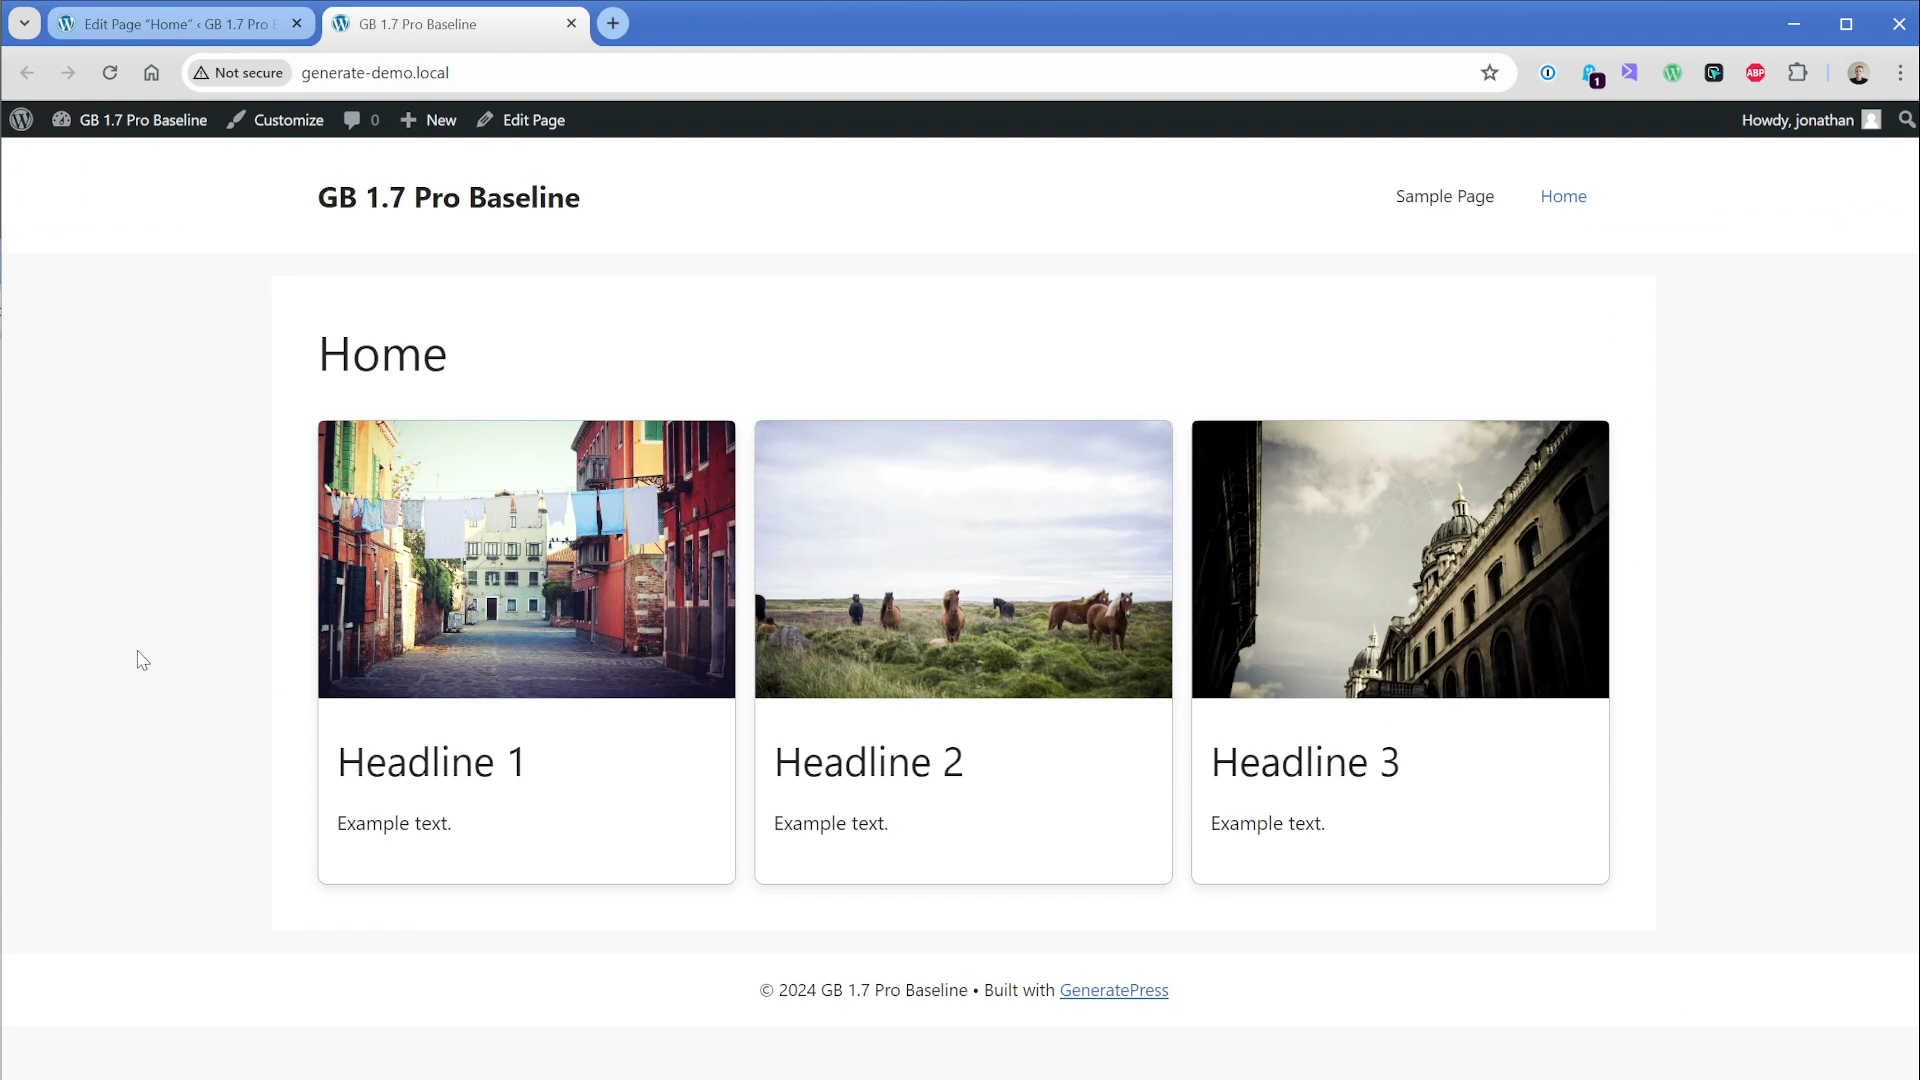 Edit Page “Home” ‹ GB 1.7 Pro
GB 1.7 Pro Baseline
Not secure
generate-demo.local
1
ABP
GB 1.7 Pro Baseline
Customize
0
New
Edit Page
Howdy, jonathan
GB 1.7 Pro Baseline
Sample Page
Home
Home
Headline 1
Headline 2
Headline 3
Example text.
Example text.
Example text.
© 2024 GB 1.7 Pro Baseline • Built with GeneratePress